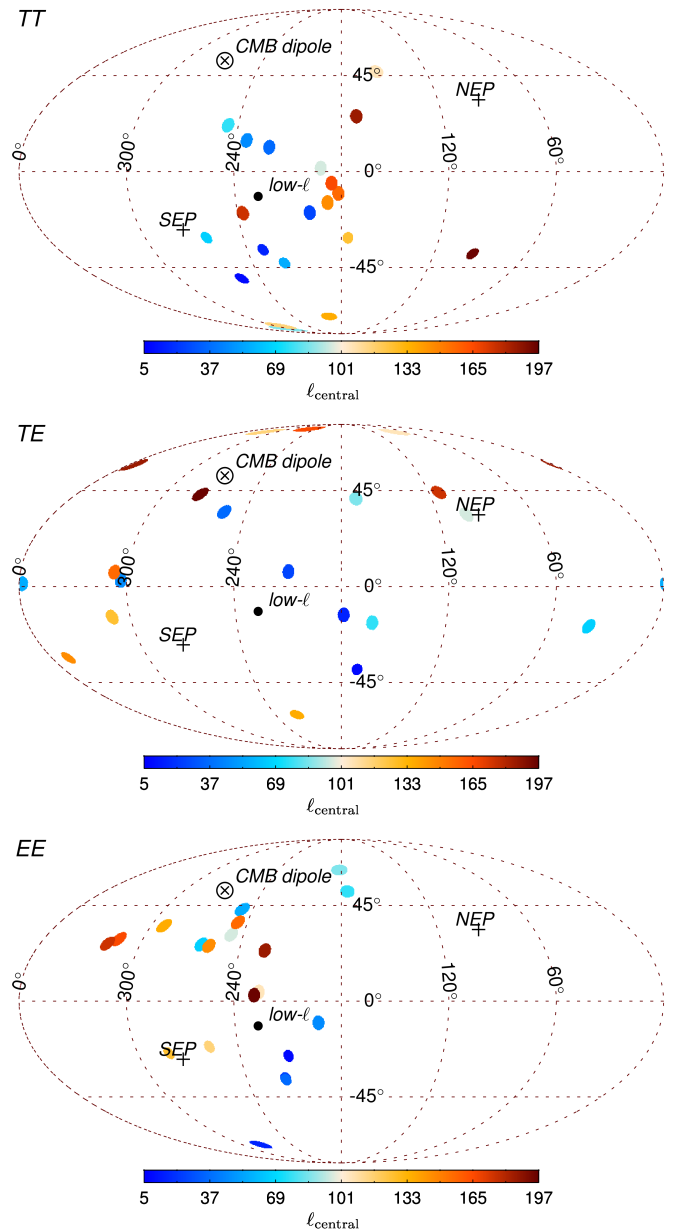 TT
CMB dipole
45°
NEP
0° 300° 240° 0° 120° 60°
low-ℓ
SEP
-45°
5 37 69 101 133 165 197
ℓcentral
TE
CMB dipole
45°
NEP
0° 300° 240° 0° 120° 60°
low-ℓ
SEP
-45°
5 37 69 101 133 165 197
ℓcentral
EE
CMB dipole
45°
NEP
0° 300° 240° 0° 120° 60°
low-ℓ
SEP
-45°
5 37 69 101 133 165 197
ℓcentral